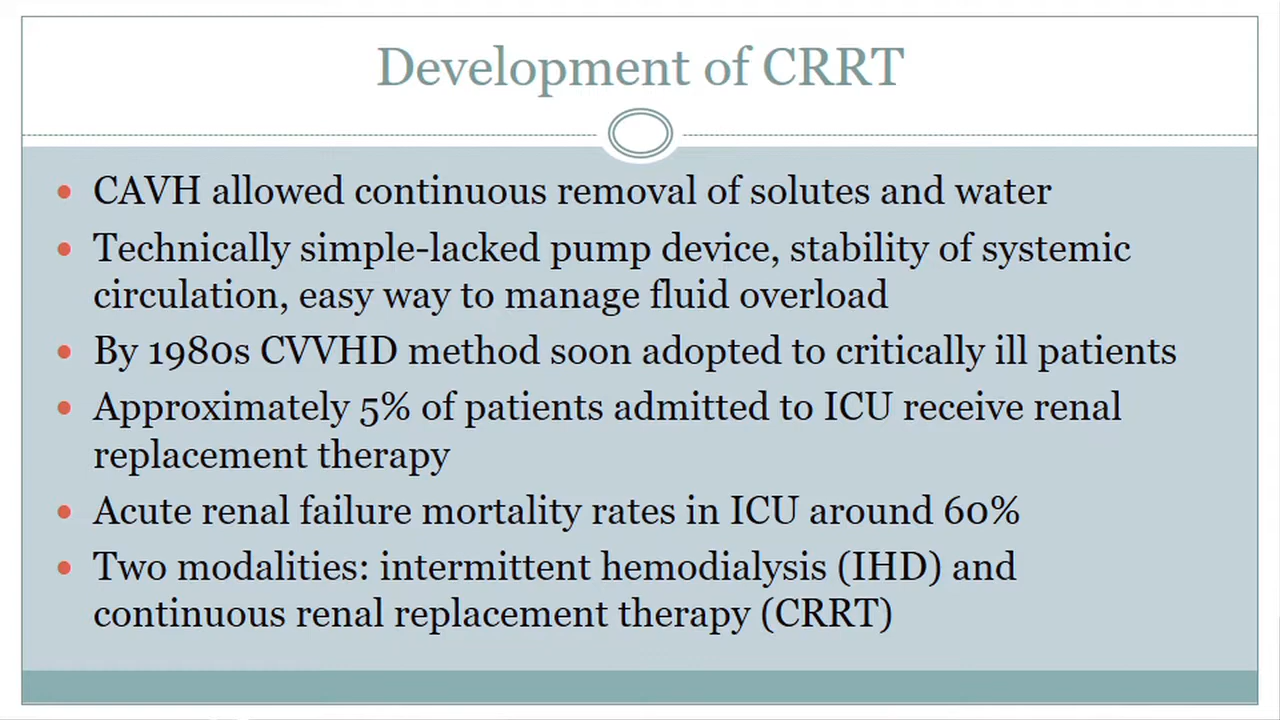 Development of CRRT
CAVH allowed continuous removal of solutes and water
Technically simple-lacked pump device, stability of systemic
circulation, easy way to manage fluid overload
By 1980s CVVHD method soon adopted to critically ill patients
Approximately 5% of patients admitted to ICU receive renal
replacement therapy
Acute renal failure mortality rates in ICU around 60%
Two modalities: intermittent hemodialysis (IHD) and
continuous renal replacement therapy (CRRT)